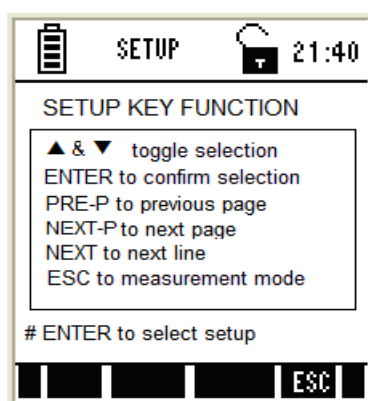 SETUP 21:40
SETUP KEY FUNCTION
▲ & ▼ toggle selection
ENTER to confirm selection
PRE-P to previous page
NEXT-P to next page
NEXT to next line
ESC to measurement mode
# ENTER to select setup
ESC